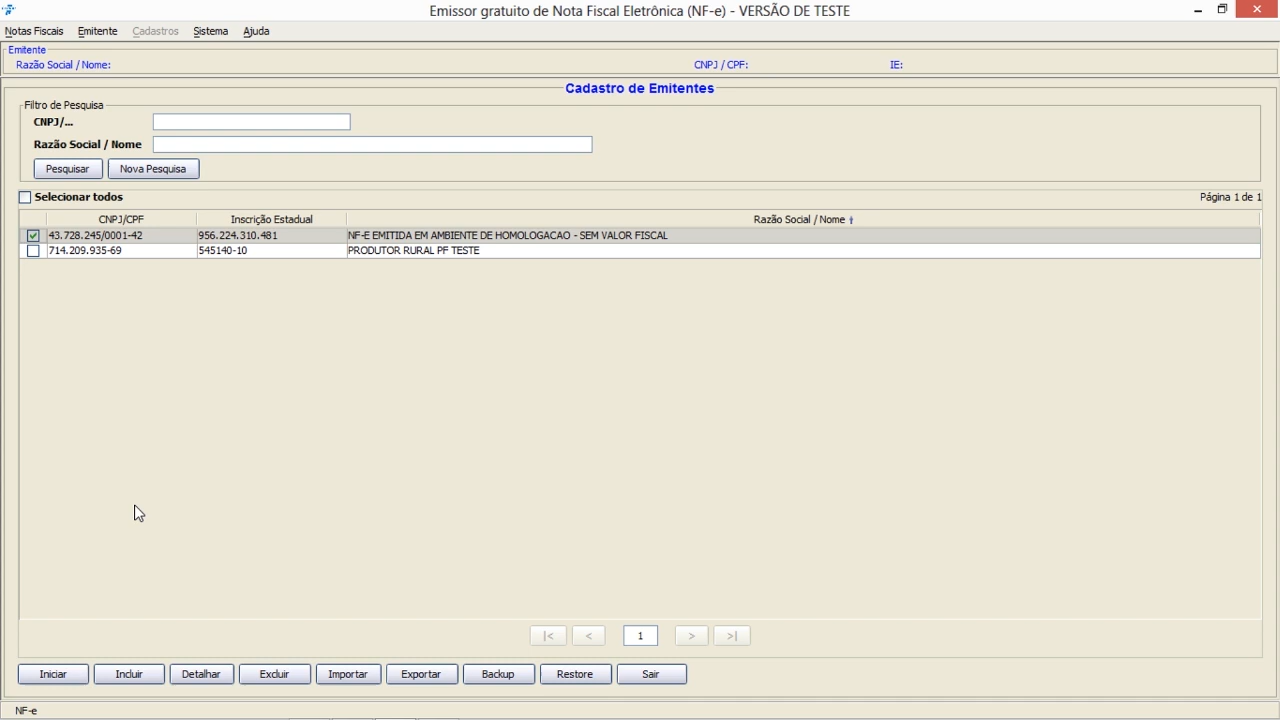 Emissor gratuito de Nota Fiscal Eletrônica (NF-e) - VERSÃO DE TESTE
Notas Fiscais Emitente Cadastros Sistema Ajuda
Emitente
Razão Social / Nome: CNPJ / CPF: IE:
Cadastro de Emitentes
Filtro de Pesquisa
CNPJ/...
Razão Social / Nome
Pesquisar Nova Pesquisa
Selecionar todos Página 1 de 1
CNPJ/CPF Inscrição Estadual Razão Social / Nome
43.728.245/0001-42 956.224.310.481 NF-E EMITIDA EM AMBIENTE DE HOMOLOGACAO - SEM VALOR FISCAL
714.209.935-69 545140-10 PRODUTOR RURAL PF TESTE
|< < 1 > >|
Iniciar Incluir Detalhar Excluir Importar Exportar Backup Restore Sair
NF-e